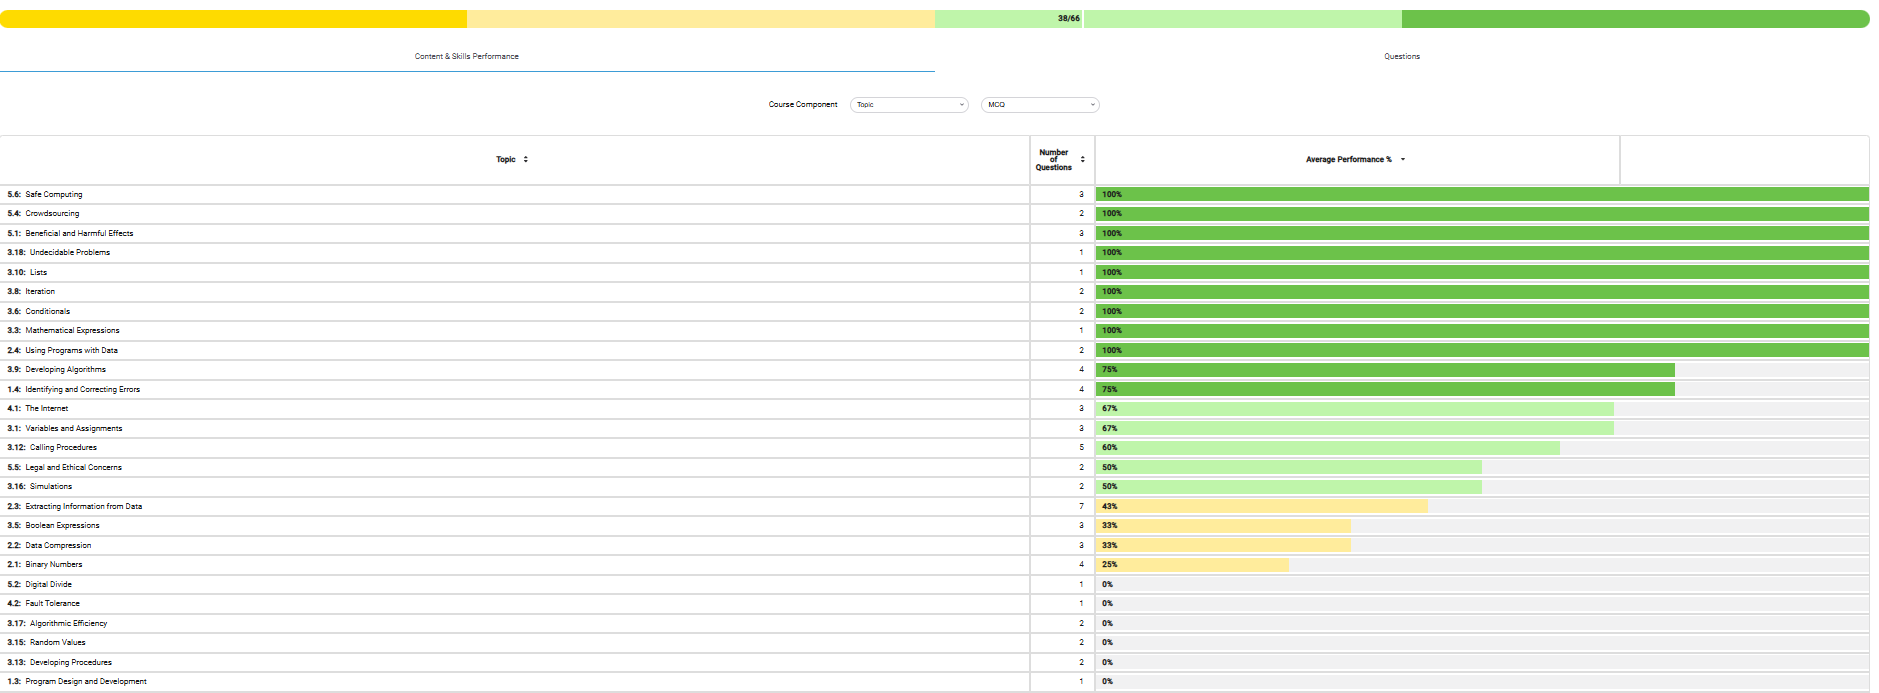 38/66
Content & Skills Performance Questions
Course Component Topic MCQ
Topic Number of Questions Average Performance %
5.6: Safe Computing 3 100%
5.4: Crowdsourcing 2 100%
5.1: Beneficial and Harmful Effects 3 100%
3.18: Undecidable Problems 1 100%
3.10: Lists 1 100%
3.8: Iteration 2 100%
3.6: Conditionals 2 100%
3.3: Mathematical Expressions 1 100%
2.4: Using Programs with Data 2 100%
3.9: Developing Algorithms 4 75%
1.4: Identifying and Correcting Errors 4 75%
4.1: The Internet 3 67%
3.1: Variables and Assignments 3 67%
3.12: Calling Procedures 5 60%
5.5: Legal and Ethical Concerns 2 50%
3.16: Simulations 2 50%
2.3: Extracting Information from Data 7 43%
3.5: Boolean Expressions 3 33%
2.2: Data Compression 3 33%
2.1: Binary Numbers 4 25%
5.2: Digital Divide 1 0%
4.2: Fault Tolerance 1 0%
3.17: Algorithmic Efficiency 2 0%
3.15: Random Values 2 0%
3.13: Developing Procedures 2 0%
1.3: Program Design and Development 1 0%